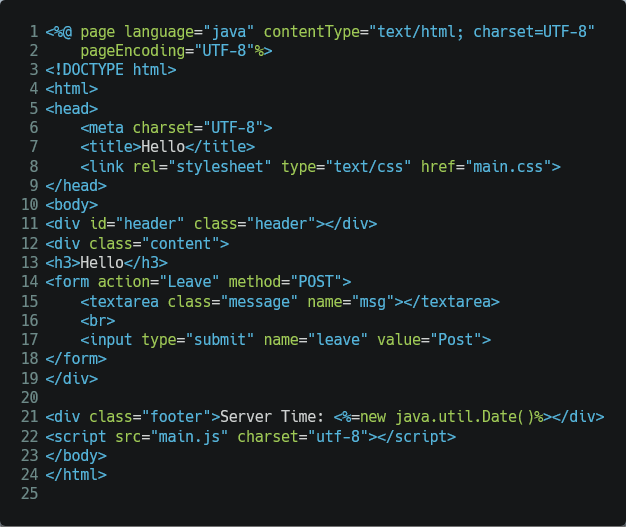 1 <%@ page language="java" contentType="text/html; charset=UTF-8"
2     pageEncoding="UTF-8"%>
3 <!DOCTYPE html>
4 <html>
5 <head>
6     <meta charset="UTF-8">
7     <title>Hello</title>
8     <link rel="stylesheet" type="text/css" href="main.css">
9 </head>
10 <body>
11 <div id="header" class="header"></div>
12 <div class="content">
13 <h3>Hello</h3>
14 <form action="Leave" method="POST">
15     <textarea class="message" name="msg"></textarea>
16     <br>
17     <input type="submit" name="leave" value="Post">
18 </form>
19 </div>
20
21 <div class="footer">Server Time: <%=new java.util.Date()%></div>
22 <script src="main.js" charset="utf-8"></script>
23 </body>
24 </html>
25